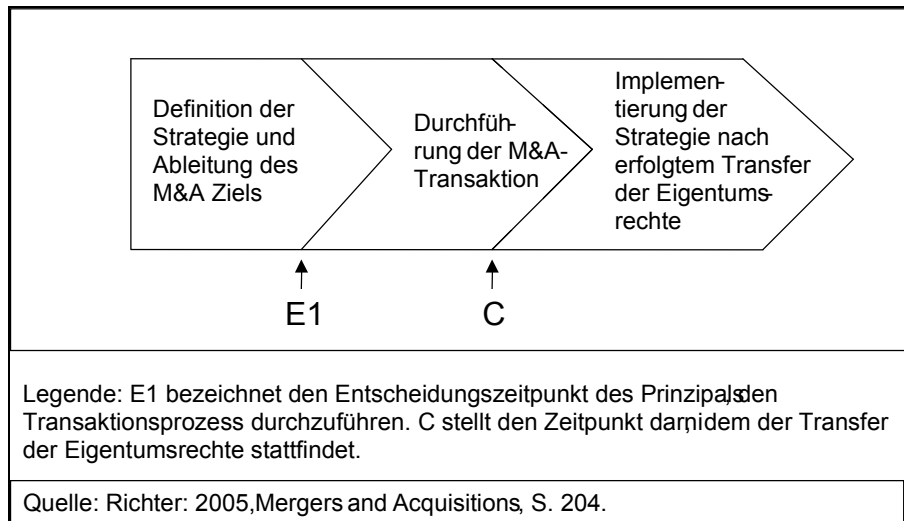 Definition der
Strategie und
Ableitung des
M&A Ziels
Durchfüh-
rung der M&A-
Transaktion
Implemen-
tierung der
Strategie nach
erfolgtem Transfer
der Eigentums-
rechte
E1
C
Legende: E1 bezeichnet den Entscheidungszeitpunkt des Prinzipals, den
Transaktionsprozess durchzuführen. C stellt den Zeitpunkt dar, in dem der Transfer
der Eigentumsrechte stattfindet.
Quelle: Richter: 2005,Mergers and Acquisitions, S. 204.